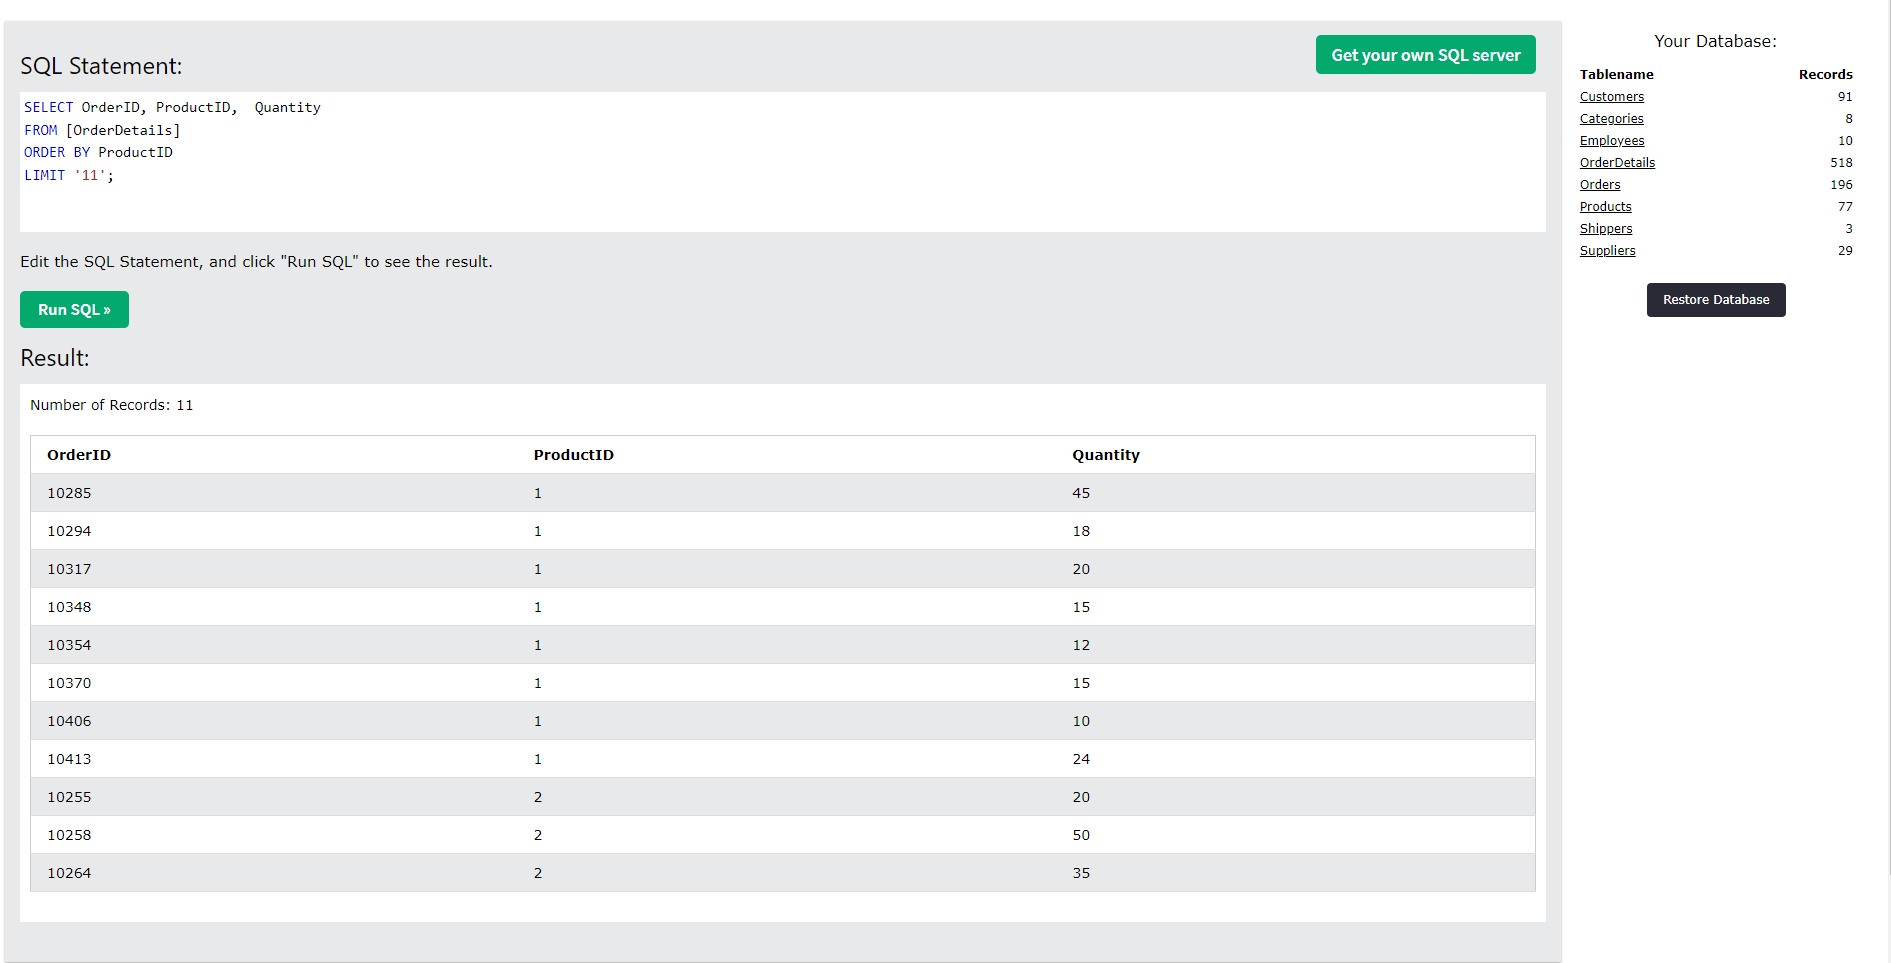 Get your own SQL server
SQL Statement:
SELECT OrderID, ProductID,  Quantity
FROM [OrderDetails]
ORDER BY ProductID
LIMIT '11';
Edit the SQL Statement, and click "Run SQL" to see the result.
Run SQL »
Result:
Number of Records: 11
OrderID ProductID Quantity
10285 1 45
10294 1 18
10317 1 20
10348 1 15
10354 1 12
10370 1 15
10406 1 10
10413 1 24
10255 2 20
10258 2 50
10264 2 35
Your Database:
Tablename Records
Customers 91
Categories 8
Employees 10
OrderDetails 518
Orders 196
Products 77
Shippers 3
Suppliers 29
Restore Database